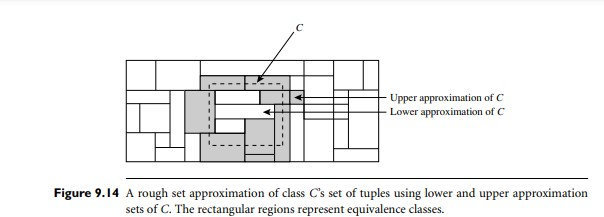 C
Upper approximation of C
Lower approximation of C
Figure 9.14 A rough set approximation of class C's set of tuples using lower and upper approximation
sets of C. The rectangular regions represent equivalence classes.